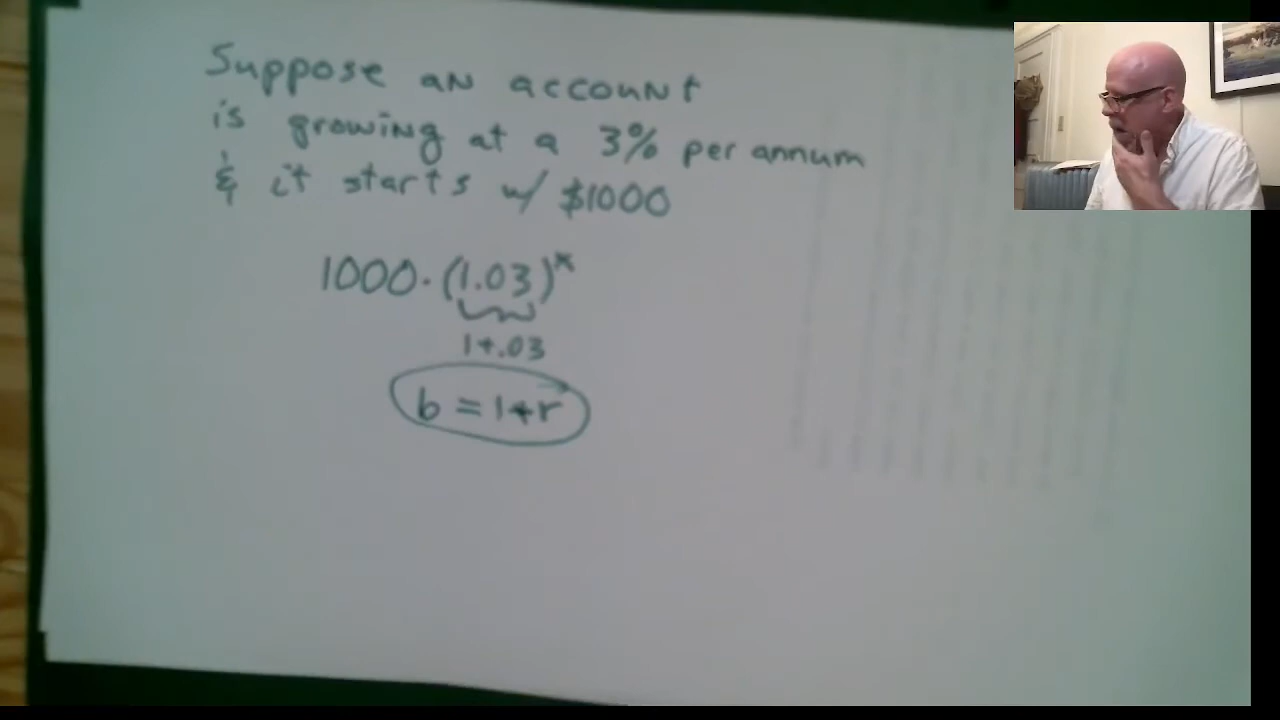 Suppose an account
is growing at a 3% per annum
& it starts w/ $1000
1000·(1.03)^x
1+.03
b = 1+r